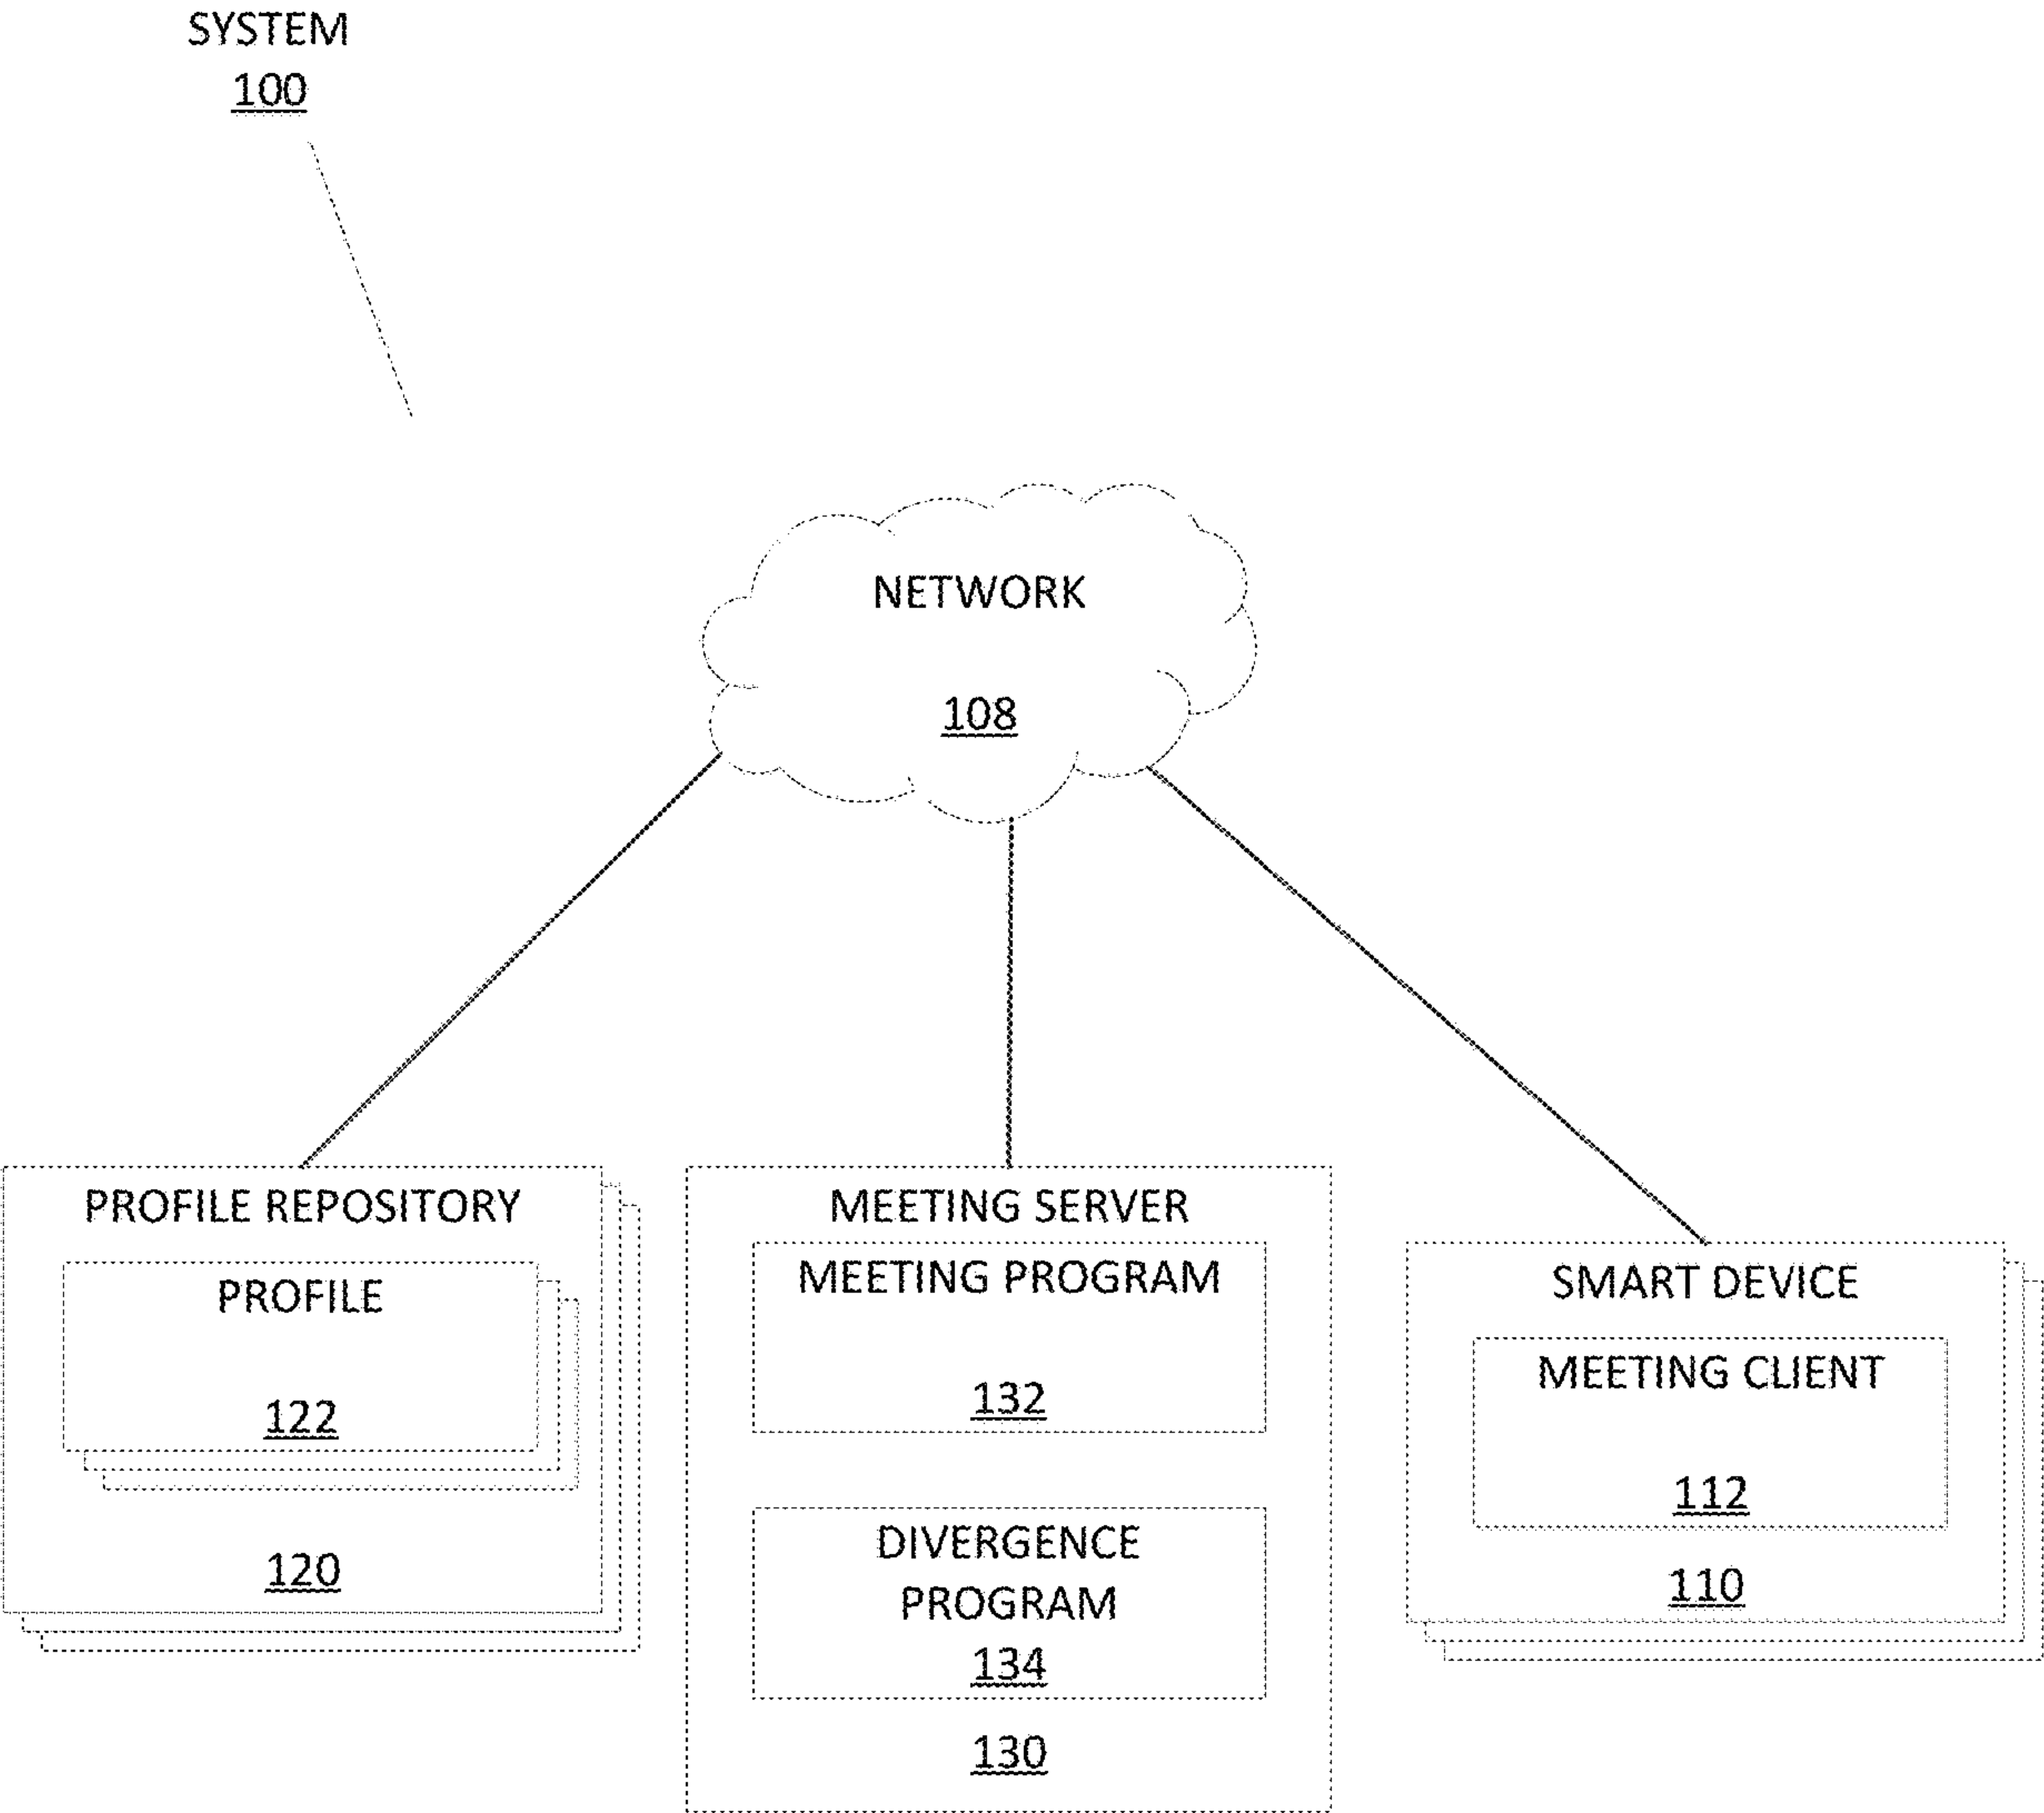 SYSTEM
100
NETWORK
108
PROFILE REPOSITORY
PROFILE
122
120
MEETING SERVER
MEETING PROGRAM
132
DIVERGENCE
PROGRAM
134
130
SMART DEVICE
MEETING CLIENT
112
110